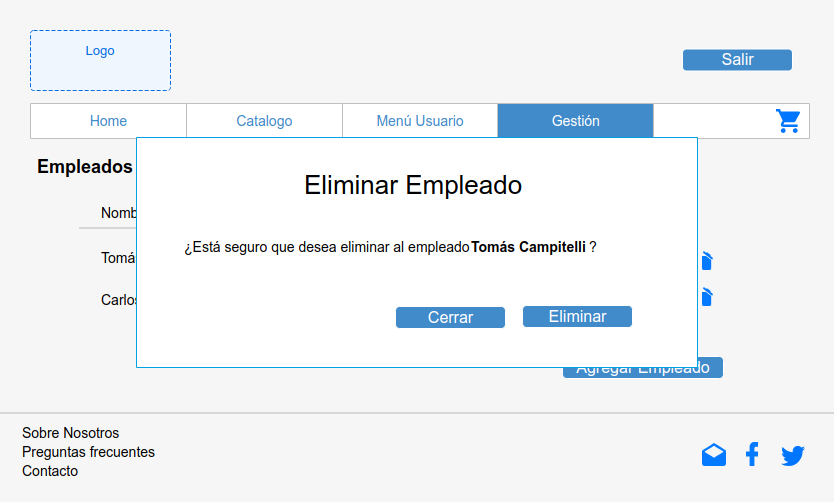 Logo
Salir
Home Catalogo Menú Usuario Gestión
Empleados
Eliminar Empleado
¿Está seguro que desea eliminar al empleado Tomás Campitelli ?
Cerrar Eliminar
Agregar Empleado
Sobre Nosotros
Preguntas frecuentes
Contacto